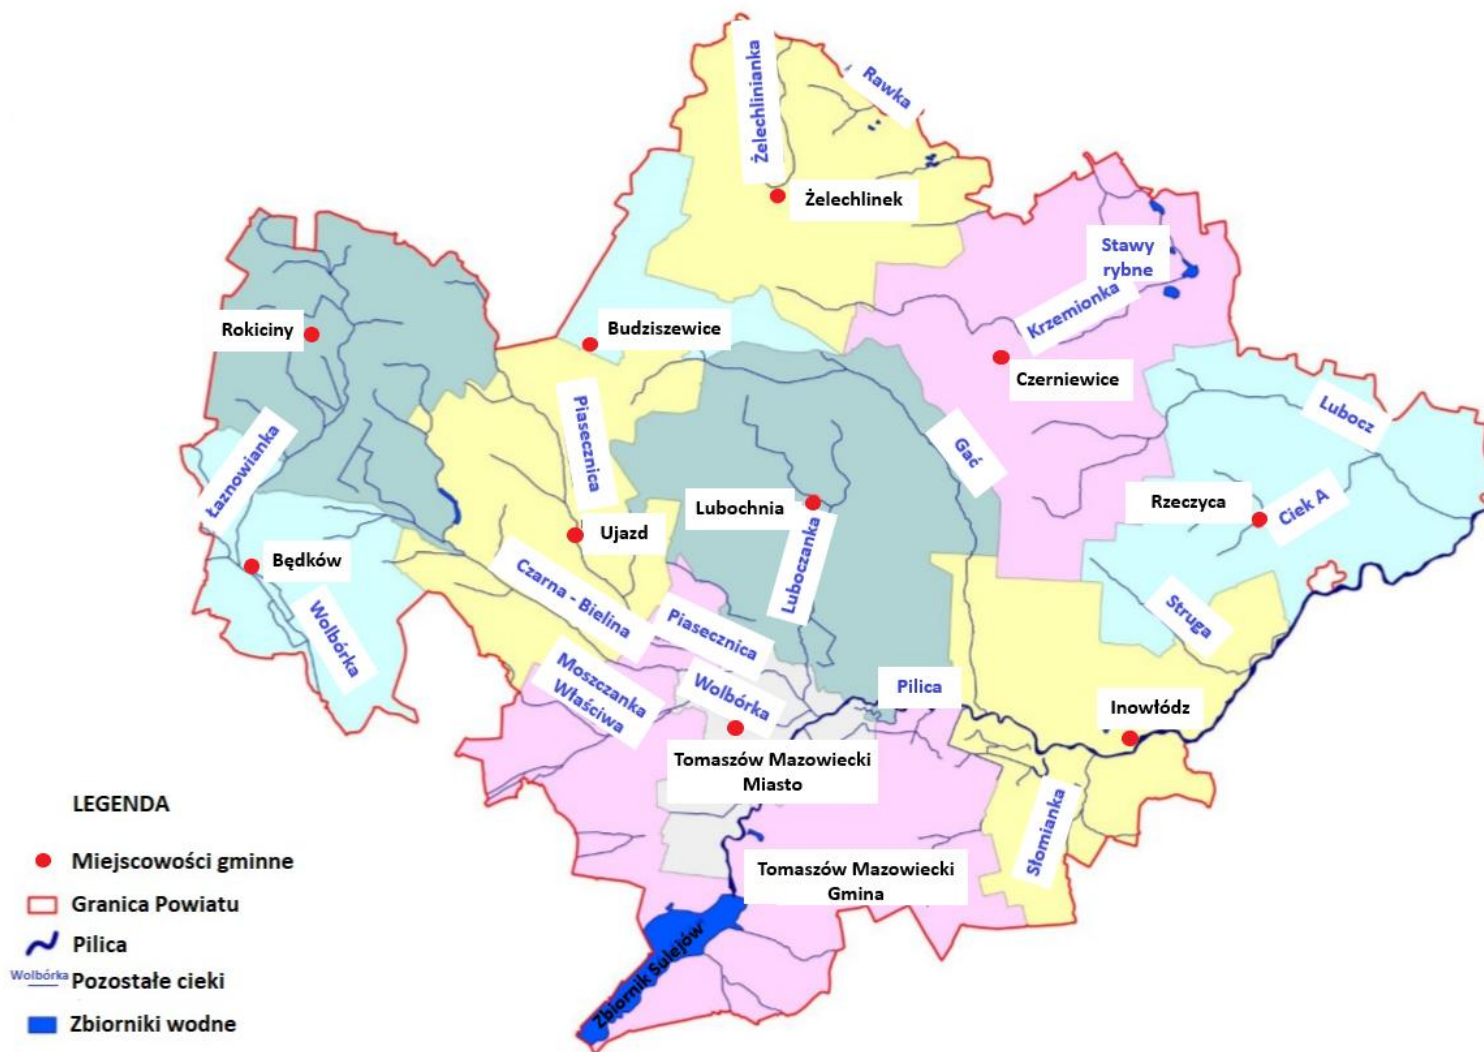 Żelechlinianka
Rawka
Żelechlinek
Stawy
rybne
Krzemionka
Rokiciny
Budziszewice
Czerniewice
Lubocz
Piasecznica
Gać
Łaznowianka
Lubochnia
Rzeczyca
Ciek A
Ujazd
Luboczanka
Będków
Czarna - Bielina
Wolbórka
Piasecznica
Struga
Moszczanka
Właściwa
Wolbórka
Pilica
Inowłódz
Tomaszów Mazowiecki
Miasto
Słomianka
Tomaszów Mazowiecki
Gmina
Zbiornik Sulejów
LEGENDA
Miejscowości gminne
Granica Powiatu
Pilica
Wolbórka Pozostałe cieki
Zbiorniki wodne